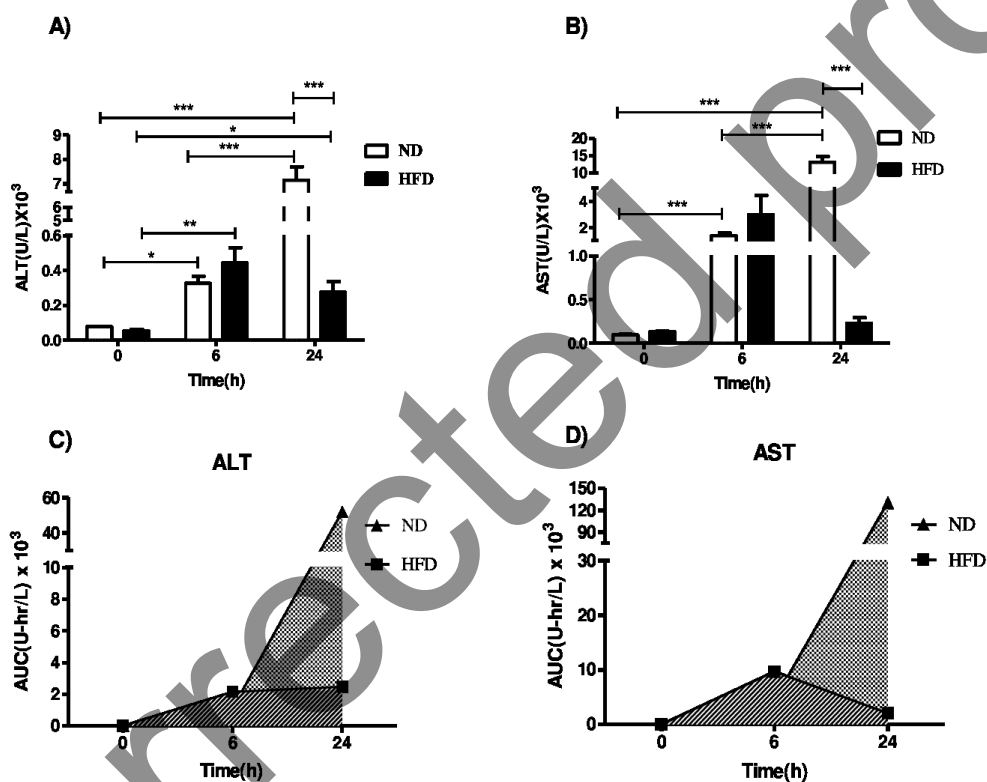 A)
***
***
*
***
**
*
ND
HFD
ALT(U/L)X10³
9
8
7
6
5
0.6
0.4
0.2
0.0
0 6 24
Time(h)
B)
***
***
***
***
ND
HFD
AST(U/L)X10³
20
15
10
4
2
1.0
0.5
0.0
0 6 24
Time(h)
C)
ALT
ND
HFD
AUC(U-hr/L) x 10³
60
40
10
8
6
4
2
0
0 6 24
Time(h)
D)
AST
ND
HFD
AUC(U-hr/L) x 10³
150
120
90
30
20
10
0
0 6 24
Time(h)
rrected pro